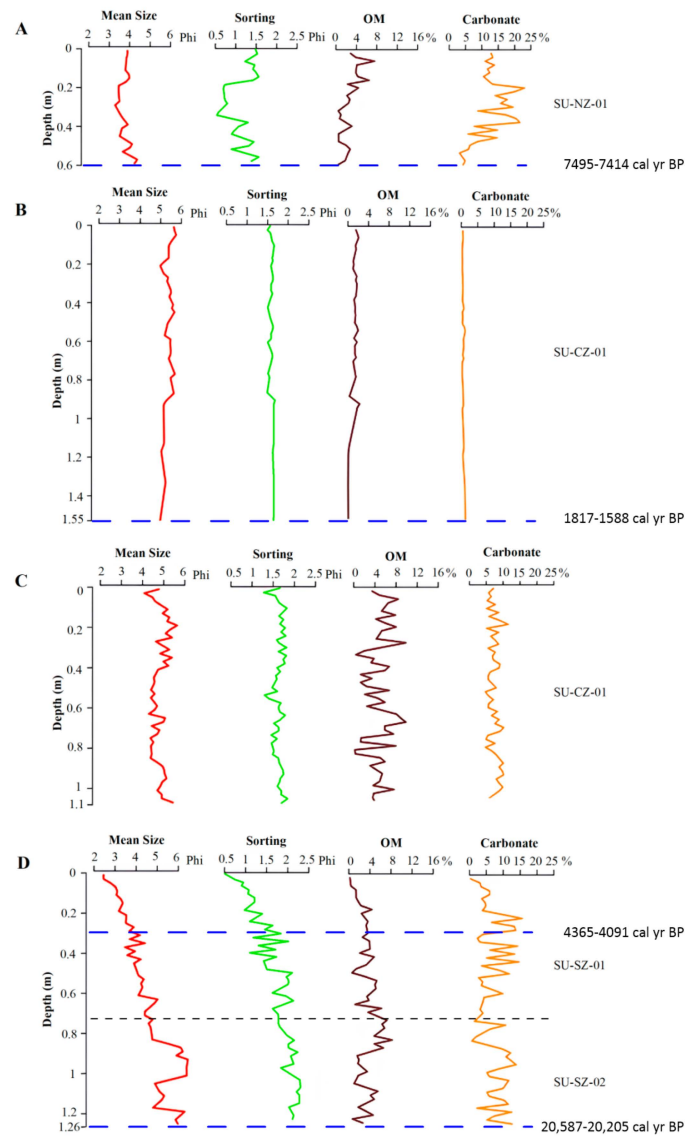 A
Mean Size Sorting OM Carbonate
2 3 4 5 6 Phi 0.5 1 1.5 2 2.5 Phi 0 4 8 12 16 % 0 5 10 15 20 25 %
0
0.2
0.4
0.6
Depth (m)
SU-NZ-01
7495-7414 cal yr BP
B
Mean Size Sorting OM Carbonate
2 3 4 5 6 Phi 0.5 1 1.5 2 2.5 Phi 0 4 8 12 16 % 0 5 10 15 20 25 %
0
0.2
0.4
0.6
0.8
1
1.2
1.4
1.55
Depth (m)
SU-CZ-01
1817-1588 cal yr BP
C
Mean Size Sorting OM Carbonate
2 3 4 5 6 Phi 0.5 1 1.5 2 2.5 Phi 0 4 8 12 16 % 0 5 10 15 20 25 %
0
0.2
0.4
0.6
0.8
1
1.1
Depth (m)
SU-CZ-01
D
Mean Size Sorting OM Carbonate
2 3 4 5 6 Phi 0.5 1 1.5 2 2.5 Phi 0 4 8 12 16 % 0 5 10 15 20 25 %
0
0.2
0.4
0.6
0.8
1
1.2
1.26
Depth (m)
4365-4091 cal yr BP
SU-SZ-01
SU-SZ-02
20,587-20,205 cal yr BP